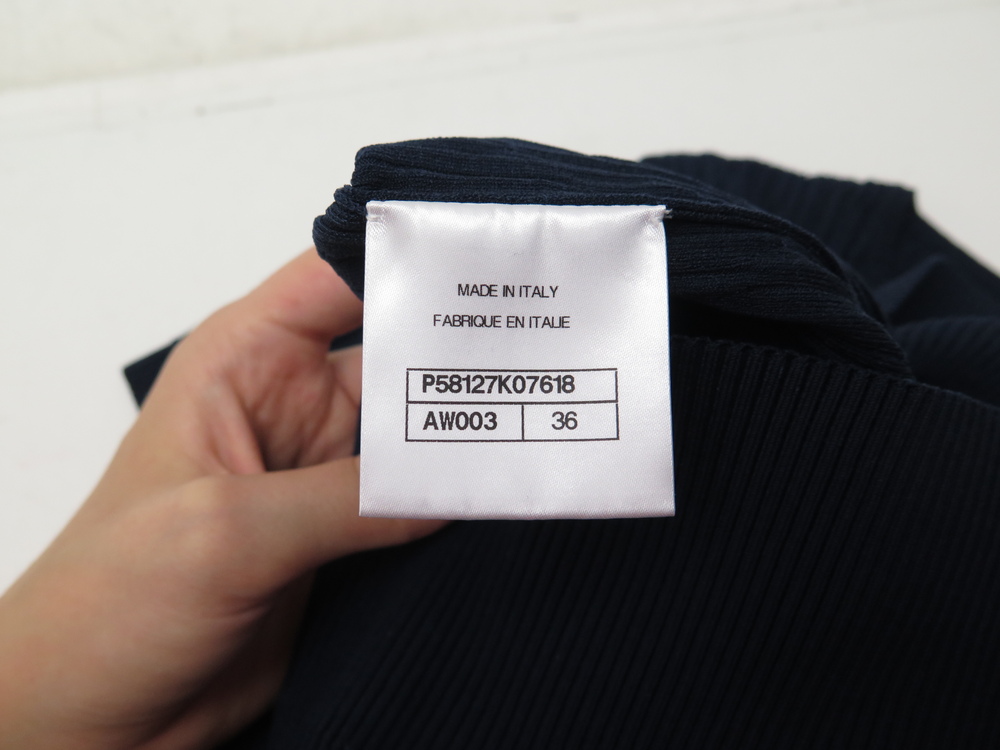 MADE IN ITALY
FABRIQUE EN ITALIE
P58127K07618
AW003 36